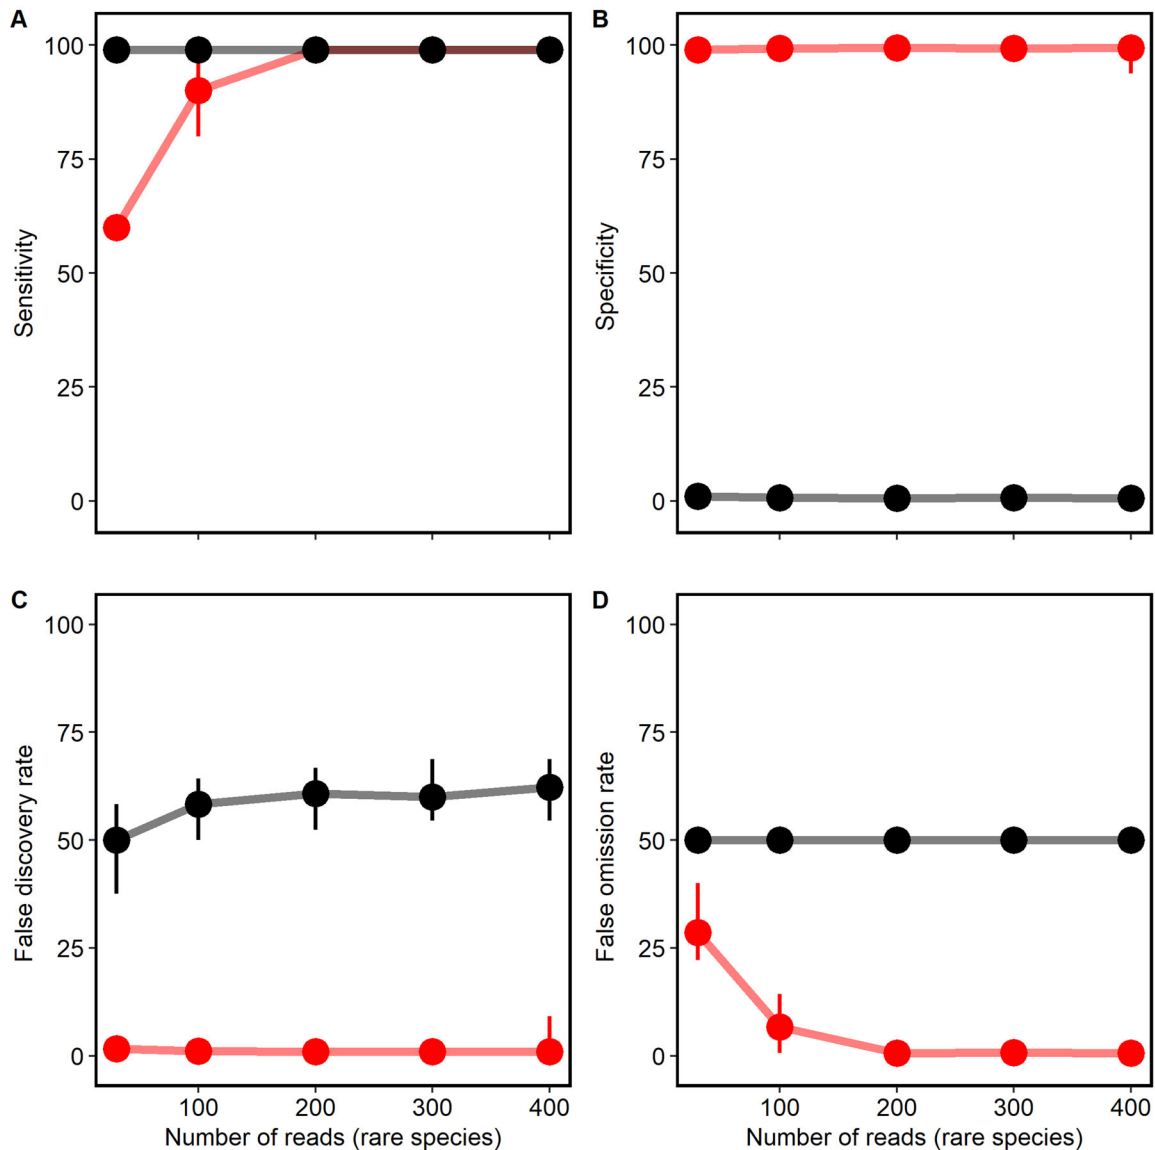 A
B
100
75
50
25
0
Sensitivity
100
75
50
25
0
Specificity
C
D
100
75
50
25
0
False discovery rate
100
75
50
25
0
False omission rate
100 200 300 400
Number of reads (rare species)
100 200 300 400
Number of reads (rare species)